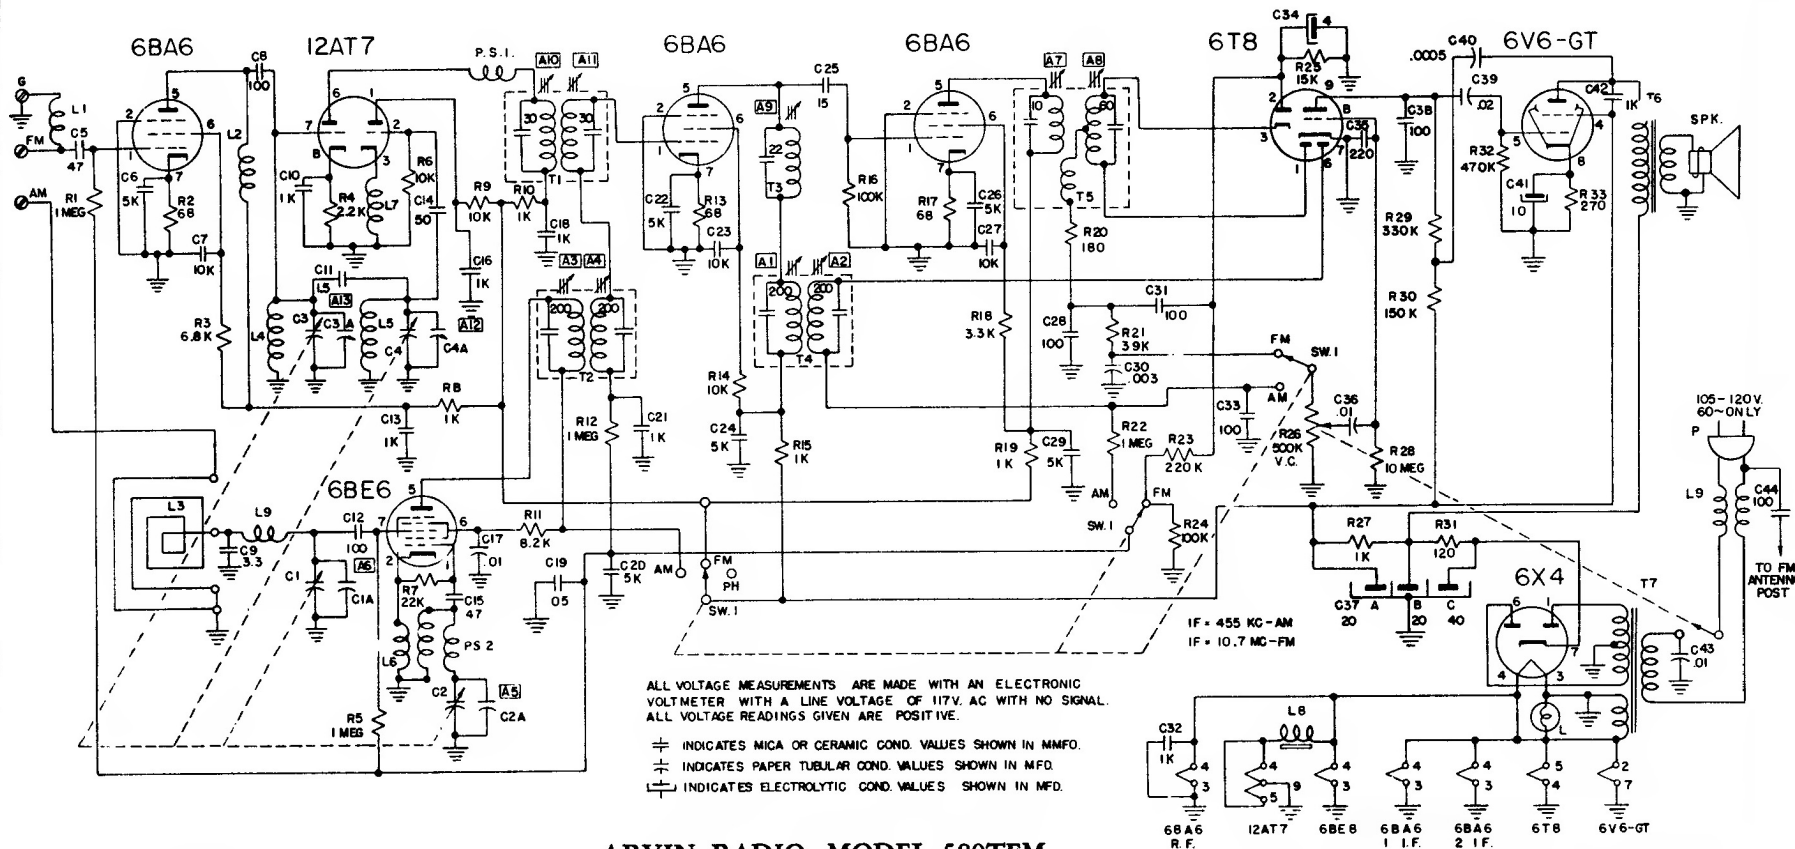 6BA6
12AT7
P.S.1.
6BA6
6BA6
6T8
6V6-GT
C34
4
R25
15K
C40
.0005
C39
.02
C42
1K
T6
SPK.
G
L1
FM
C5
47
AM
R1
1 MEG
C6
5K
R2
68
C7
10K
L2
C8
100
C10
1K
R4
2.2K
L7
R6
10K
C14
50
R9
10K
R10
1K
C18
1K
C16
1K
A12
A10
A11
30
30
T1
A3
A4
200
200
T2
C22
5K
R13
68
C23
10K
A9
22
T3
C25
15
A1
A2
200
200
T4
R16
100K
R17
68
C26
5K
C27
10K
A7
A8
10
60
T5
R20
180
C35
220
C38
100
R29
330K
R30
150K
R32
470K
C41
10
R33
270
R3
6.8K
L4
C11
1.5
A13
C3
C3A
L5
C4
C4A
C13
1K
R8
1K
R12
1 MEG
C21
1K
R14
10K
C24
5K
R15
1K
R18
3.3K
C28
100
R21
39K
C30
.003
C31
100
FM
SW.1
AM
C33
100
R26
500K
V.C.
C36
.01
R28
10 MEG
R19
1K
C29
5K
R22
1 MEG
R23
220K
AM
FM
SW.1
R24
100K
105-120V.
60~ONLY
P
L9
C44
100
TO FM
ANTENNA
POST
6BE6
L3
C9
3.3
L9
C12
100
A6
C1
C1A
R7
22K
C15
47
C17
.01
R11
8.2K
C19
.05
C20
5K
AM
FM
PH
SW.1
L6
PS 2
C2
A5
C2A
R5
1 MEG
R27
1K
R31
120
C37
20
A
B
20
C
40
6X4
T7
C43
.01
IF = 455 KC-AM
IF = 10.7 MC-FM
ALL VOLTAGE MEASUREMENTS ARE MADE WITH AN ELECTRONIC
VOLTMETER WITH A LINE VOLTAGE OF 117V. AC WITH NO SIGNAL.
ALL VOLTAGE READINGS GIVEN ARE POSITIVE.
INDICATES MICA OR CERAMIC COND. VALUES SHOWN IN MMFD.
INDICATES PAPER TUBULAR COND. VALUES SHOWN IN MFD.
INDICATES ELECTROLYTIC COND. VALUES SHOWN IN MFD.
C32
1K
L8
L
6BA6
R.F.
12AT7
6BE8
6BA6
1 I.F.
6BA6
2 I.F.
6T8
6V6-GT
ARVIN RADIO MODEL 580TFM